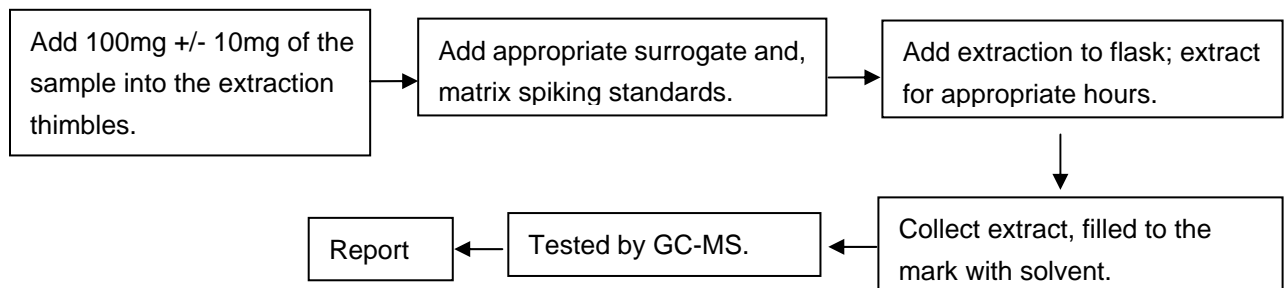 Add 100mg +/- 10mg of the
sample into the extraction
thimbles.
Add appropriate surrogate and,
matrix spiking standards.
Add extraction to flask; extract
for appropriate hours.
Collect extract, filled to the
mark with solvent.
Tested by GC-MS.
Report